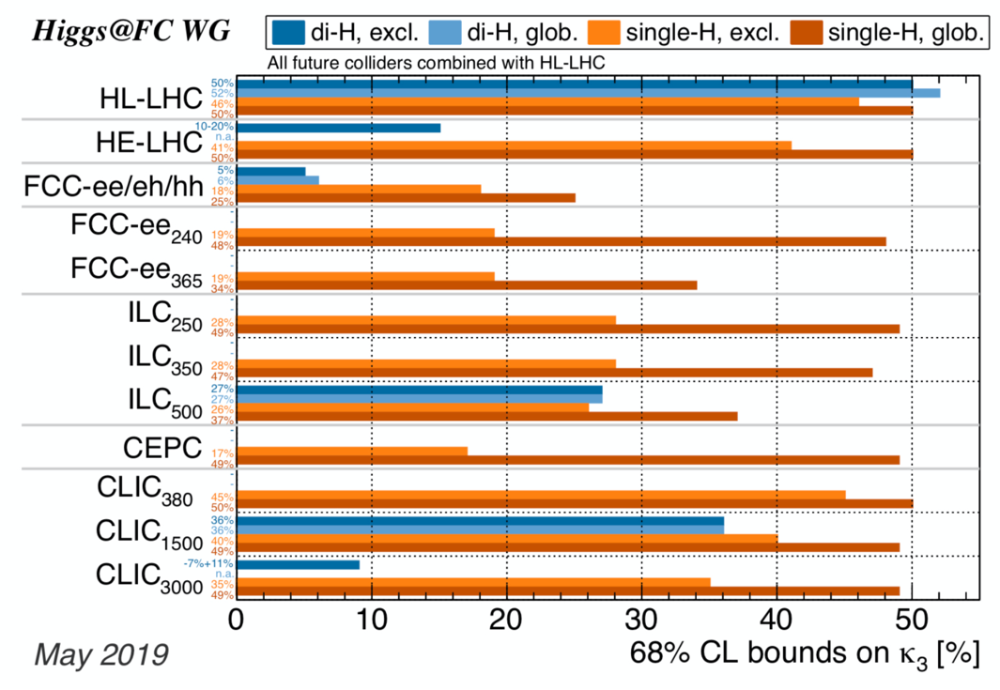 Higgs@FC WG
di-H, excl. di-H, glob. single-H, excl. single-H, glob.
All future colliders combined with HL-LHC
HL-LHC
50%
52%
46%
50%
HE-LHC
10-20%
n.a.
41%
50%
FCC-ee/eh/hh
5%
6%
18%
25%
FCC-ee240
-
-
19%
48%
FCC-ee365
-
-
19%
34%
ILC250
-
-
28%
49%
ILC350
-
-
28%
47%
ILC500
27%
27%
26%
37%
CEPC
-
-
17%
49%
CLIC380
-
-
45%
50%
CLIC1500
36%
36%
40%
49%
CLIC3000
-7%+11%
n.a.
35%
49%
0 10 20 30 40 50
May 2019
68% CL bounds on κ3 [%]